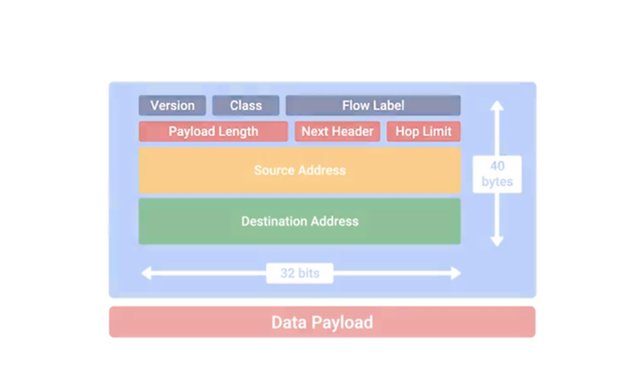 Version Class Flow Label
Payload Length Next Header Hop Limit
Source Address
40
bytes
Destination Address
32 bits
Data Payload